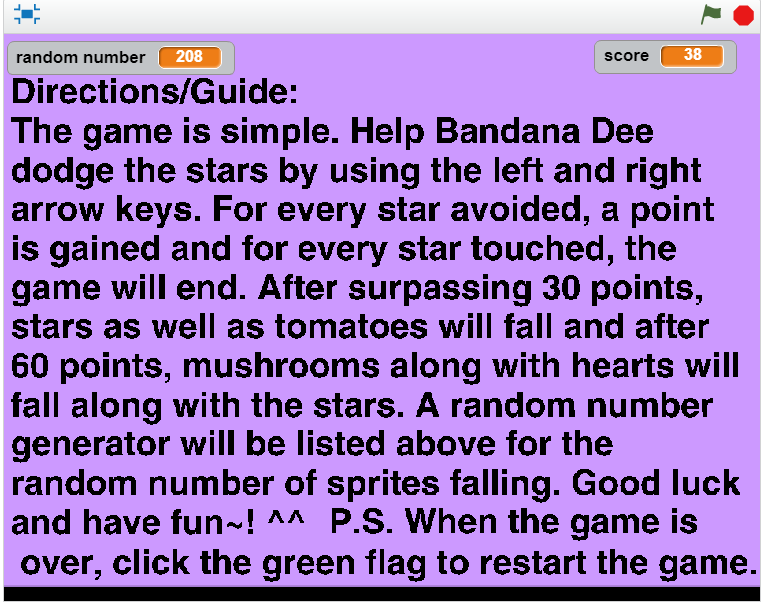 random number 208
score 38
Directions/Guide:
The game is simple. Help Bandana Dee
dodge the stars by using the left and right
arrow keys. For every star avoided, a point
is gained and for every star touched, the
game will end. After surpassing 30 points,
stars as well as tomatoes will fall and after
60 points, mushrooms along with hearts will
fall along with the stars. A random number
generator will be listed above for the
random number of sprites falling. Good luck
and have fun~! ^^ P.S. When the game is
over, click the green flag to restart the game.